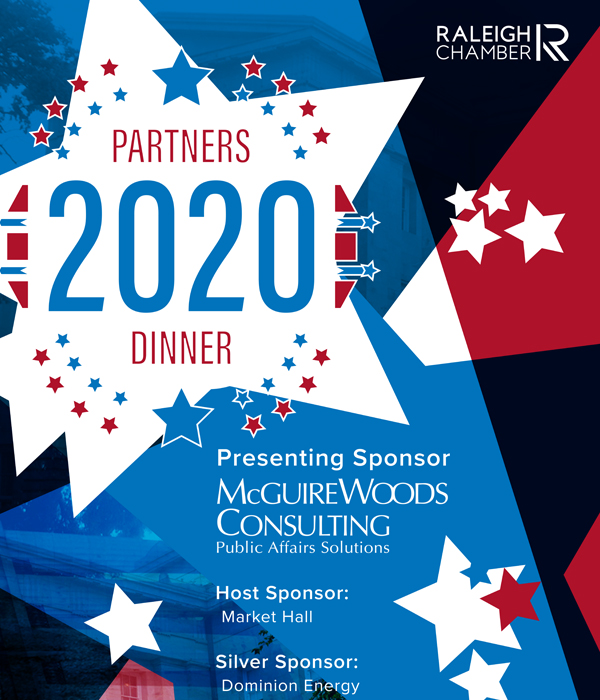 RALEIGH
CHAMBER
PARTNERS
2020
DINNER
Presenting Sponsor
McGuireWoods
Consulting
Public Affairs Solutions
Host Sponsor:
Market Hall
Silver Sponsor:
Dominion Energy